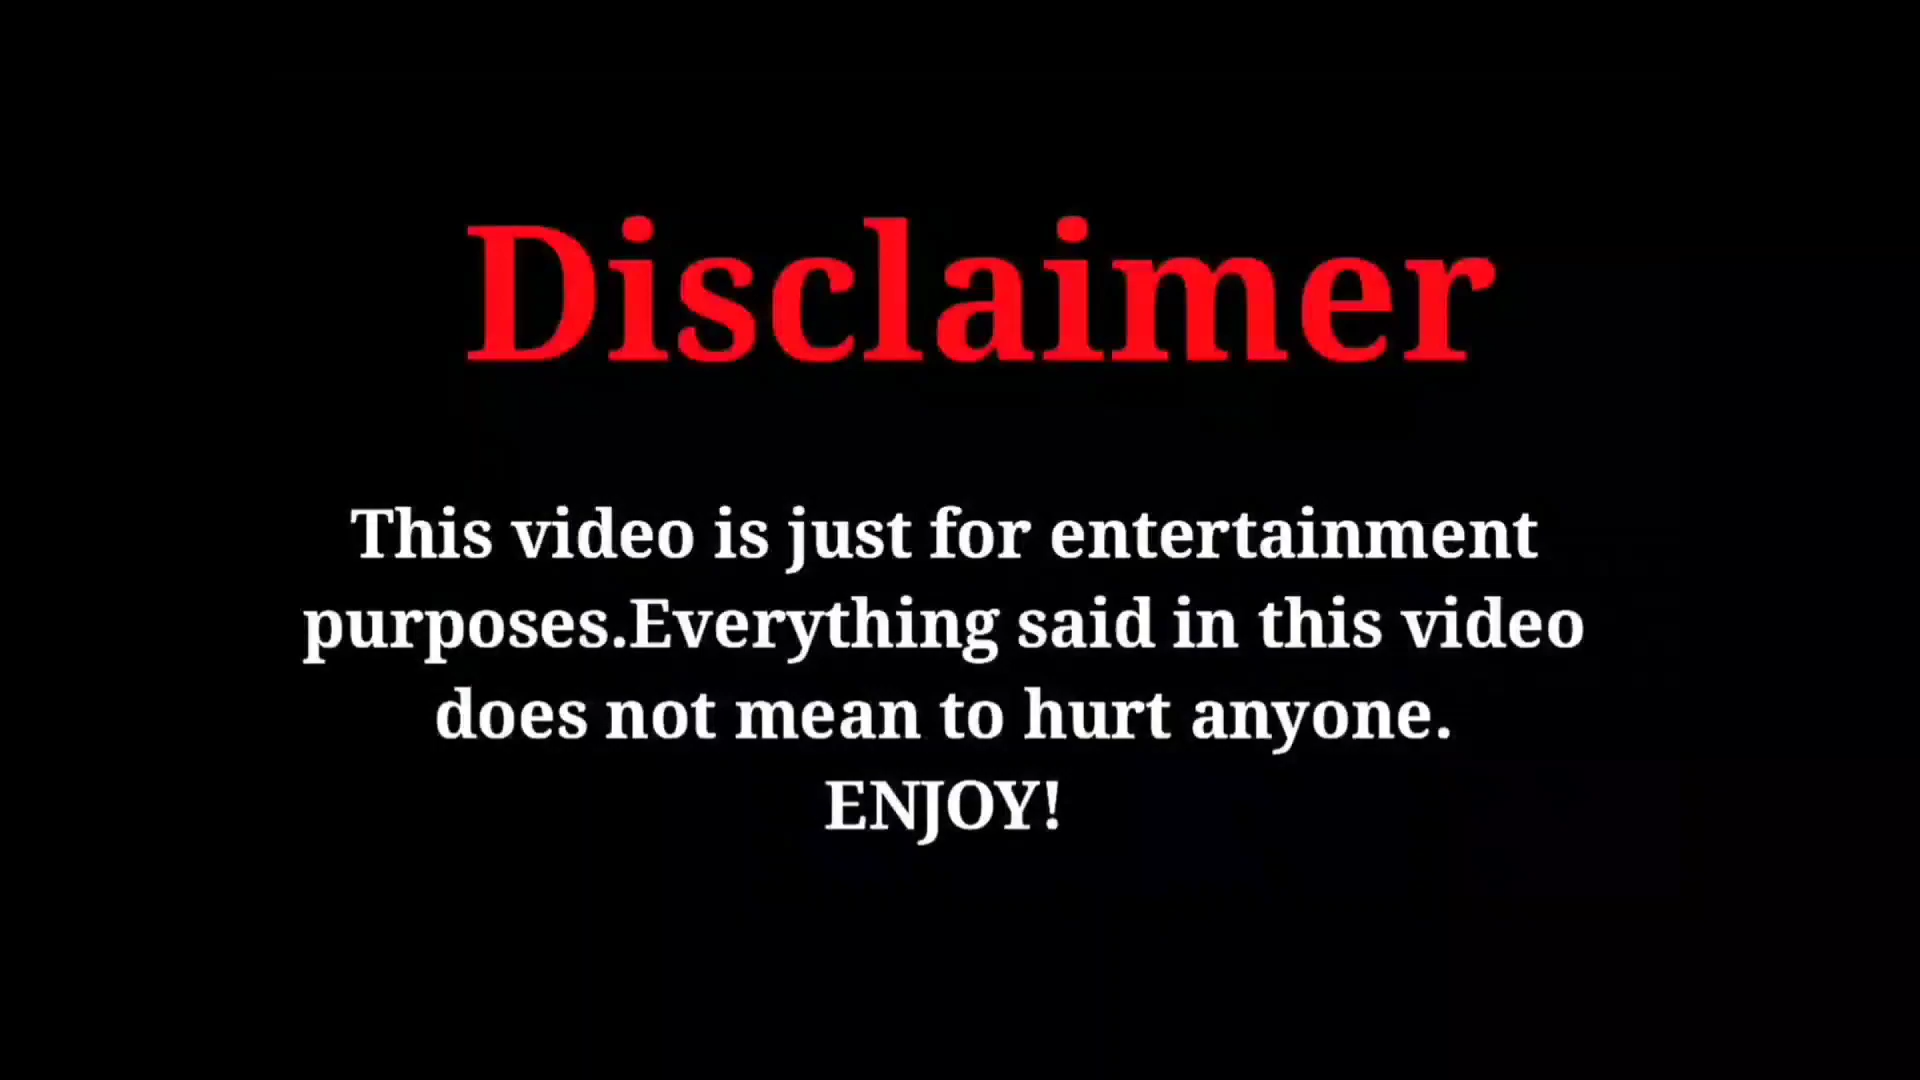 Disclaimer
This video is just for entertainment
purposes.Everything said in this video
does not mean to hurt anyone.
ENJOY!